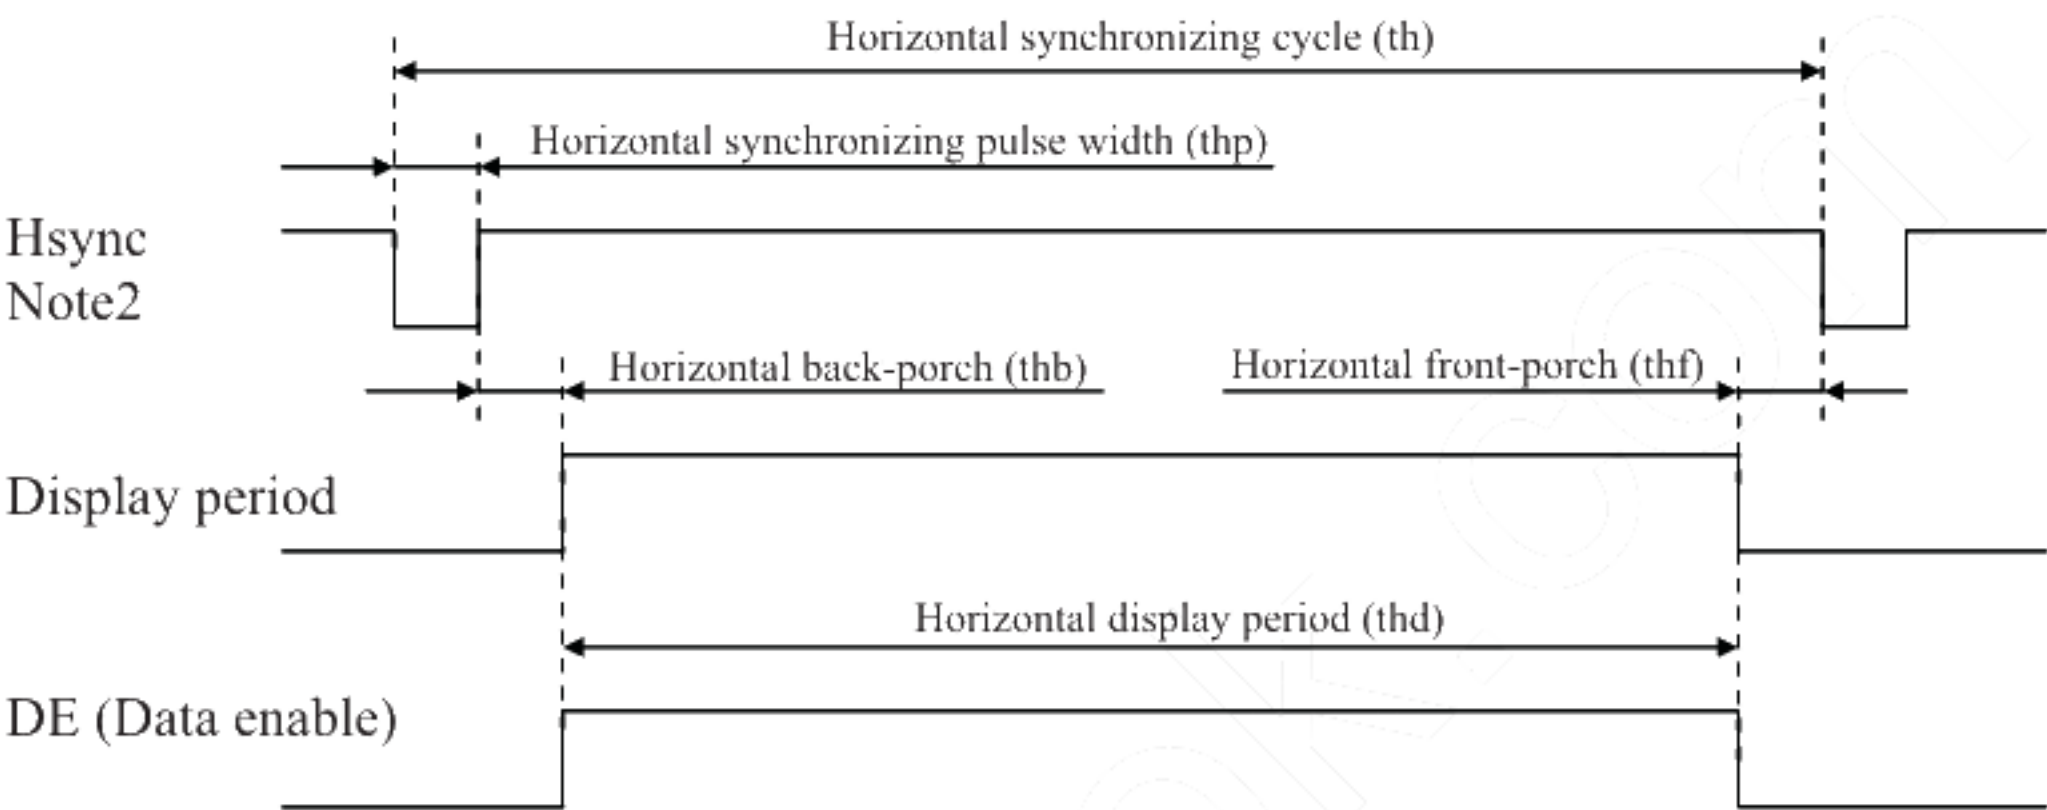 Horizontal synchronizing cycle (th)
Horizontal synchronizing pulse width (thp)
Hsync
Note2
Horizontal back-porch (thb)
Horizontal front-porch (thf)
Display period
Horizontal display period (thd)
DE (Data enable)